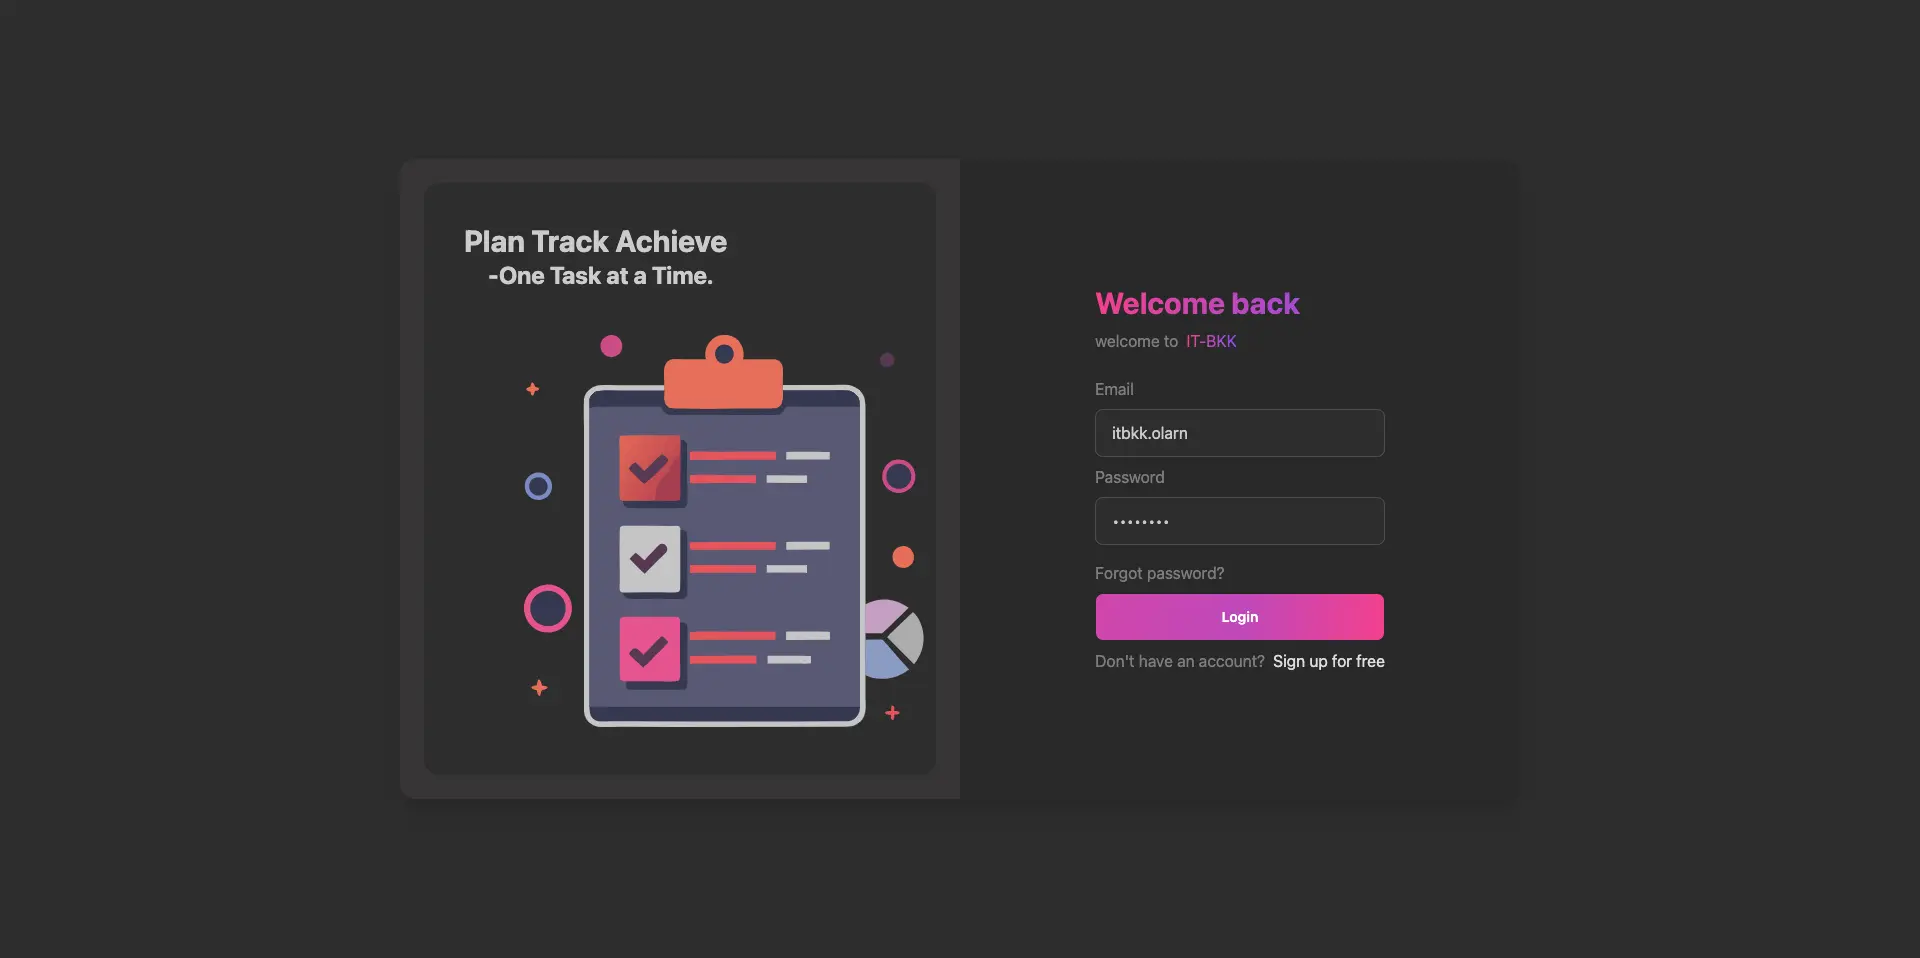 Plan Track Achieve
-One Task at a Time.
Welcome back
welcome to IT-BKK
Email
itbkk.olarn
Password
••••••••
Forgot password?
Login
Don't have an account? Sign up for free